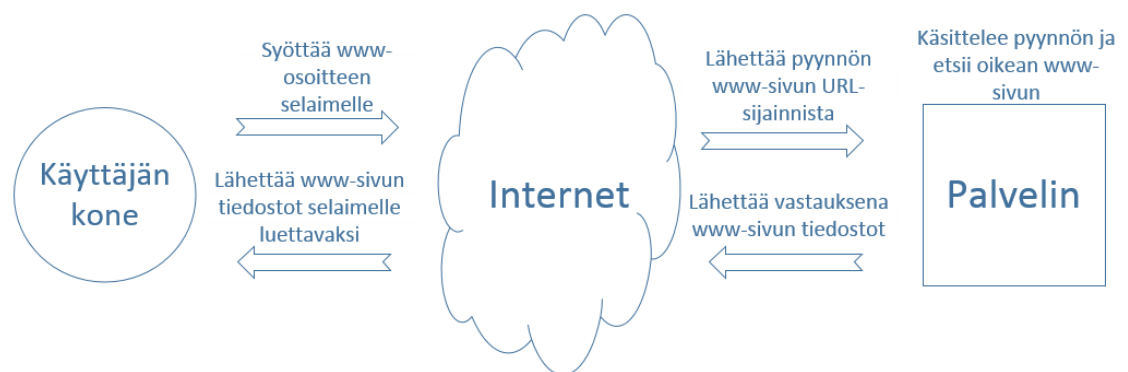 Syöttää www-
osoitteen
selaimelle
Lähettää pyynnön
www-sivun URL-
sijainnista
Käsittelee pyynnön ja
etsii oikean www-
sivun
Käyttäjän
kone
Lähettää www-sivun
tiedostot selaimelle
luettavaksi
Internet
Lähettää vastauksena
www-sivun tiedostot
Palvelin